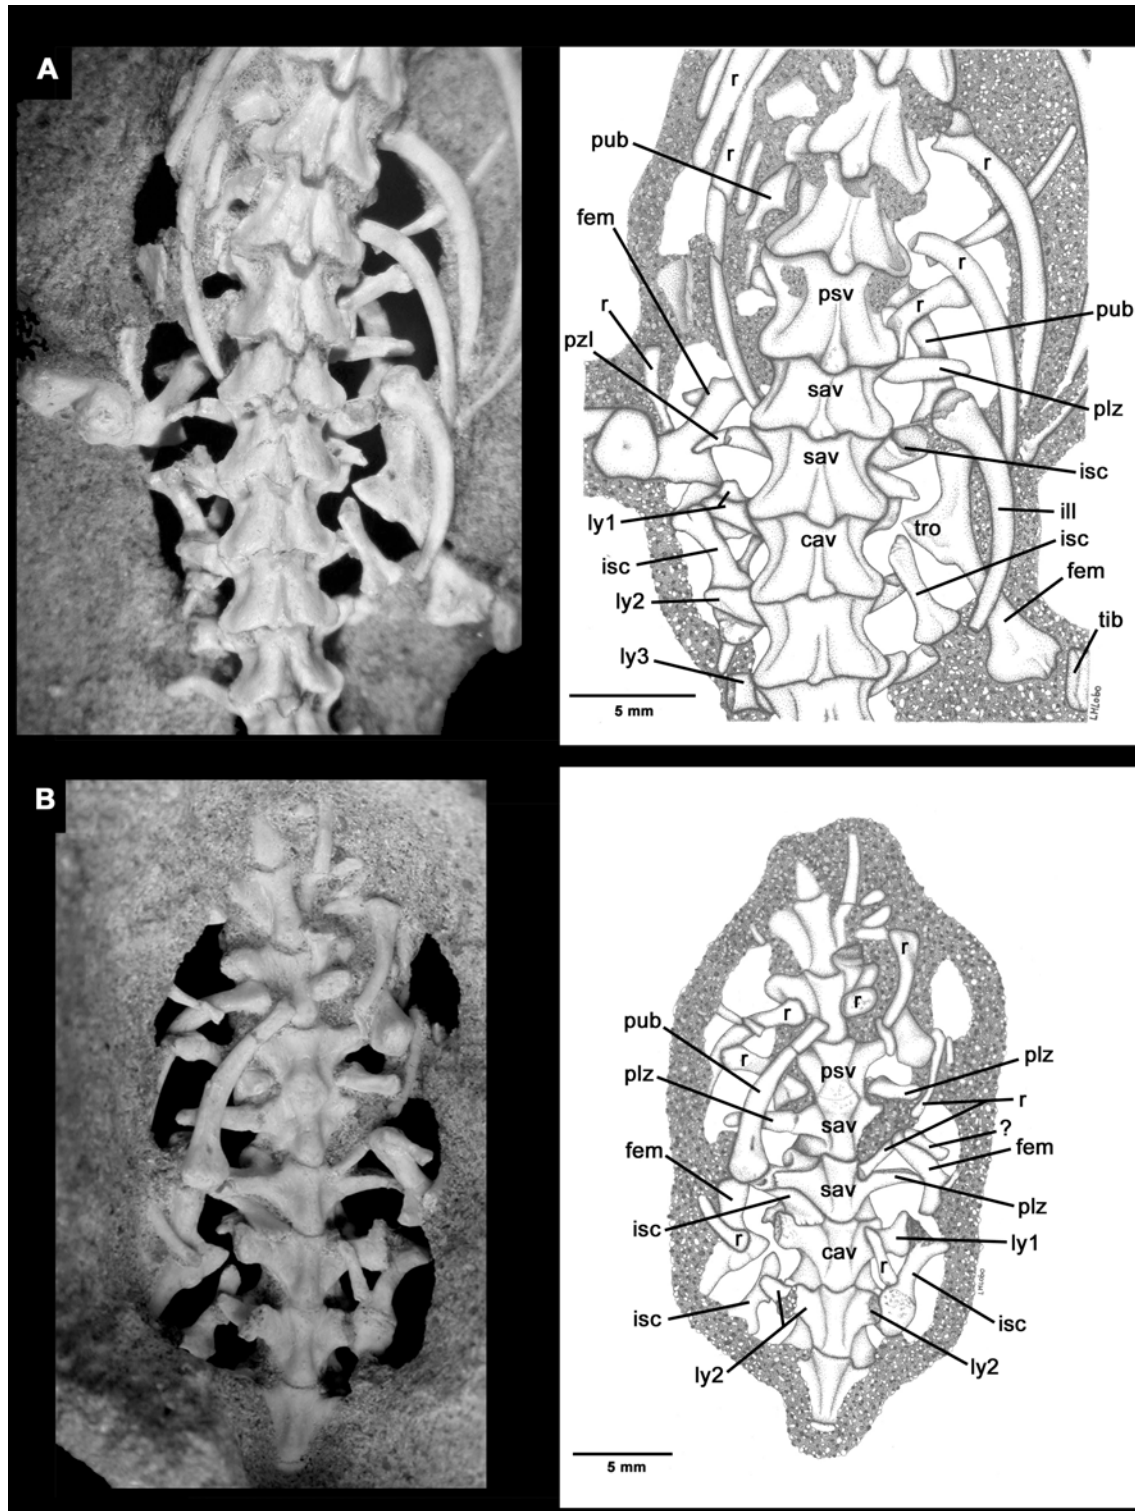 A
r
r
r
pub
fem
r
psv
r
r
pub
pzl
sav
plz
sav
isc
ly1
ill
tro
cav
isc
isc
fem
ly2
tib
ly3
5 mm
LMLobo
B
r
r
r
pub
r
psv
plz
plz
r
sav
?
fem
fem
sav
plz
isc
r
cav
ly1
r
LMLobo
isc
isc
ly2
ly2
5 mm